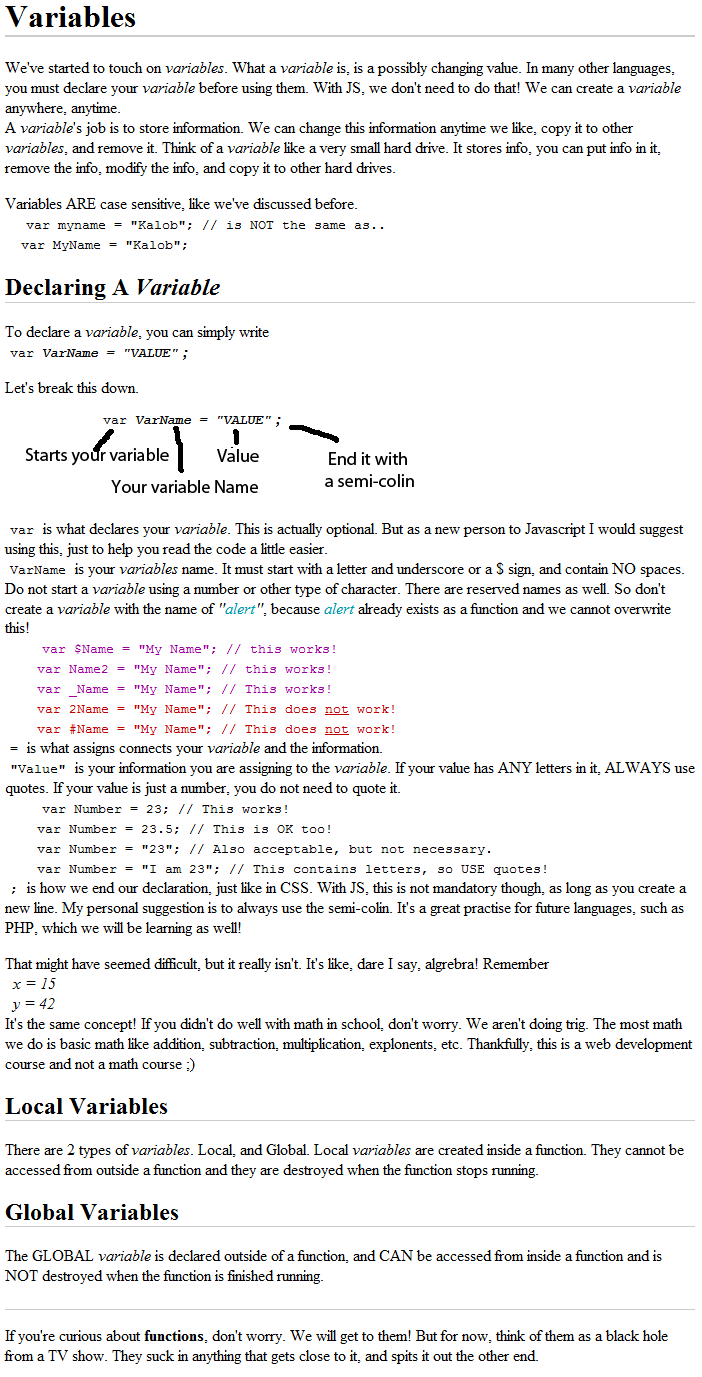 Variables
We've started to touch on variables. What a variable is, is a possibly changing value. In many other languages,
you must declare your variable before using them. With JS, we don't need to do that! We can create a variable
anywhere, anytime.
A variable's job is to store information. We can change this information anytime we like, copy it to other
variables, and remove it. Think of a variable like a very small hard drive. It stores info, you can put info in it,
remove the info, modify the info, and copy it to other hard drives.
Variables ARE case sensitive, like we've discussed before.
var myname = "Kalob"; // is NOT the same as..
var MyName = "Kalob";
Declaring A Variable
To declare a variable, you can simply write
var VarName = "VALUE";
Let's break this down.
var VarName = "VALUE";
Starts your variable
Value
End it with
Your variable Name
a semi-colin
var is what declares your variable. This is actually optional. But as a new person to Javascript I would suggest
using this, just to help you read the code a little easier.
VarName is your variables name. It must start with a letter and underscore or a $ sign, and contain NO spaces.
Do not start a variable using a number or other type of character. There are reserved names as well. So don't
create a variable with the name of "alert", because alert already exists as a function and we cannot overwrite
this!
var $Name = "My Name"; // this works!
var Name2 = "My Name"; // this works!
var _Name = "My Name"; // This works!
var 2Name = "My Name"; // This does not work!
var #Name = "My Name"; // This does not work!
= is what assigns connects your variable and the information.
"Value" is your information you are assigning to the variable. If your value has ANY letters in it, ALWAYS use
quotes. If your value is just a number, you do not need to quote it.
var Number = 23; // This works!
var Number = 23.5; // This is OK too!
var Number = "23"; // Also acceptable, but not necessary.
var Number = "I am 23"; // This contains letters, so USE quotes!
; is how we end our declaration, just like in CSS. With JS, this is not mandatory though, as long as you create a
new line. My personal suggestion is to always use the semi-colin. It's a great practise for future languages, such as
PHP, which we will be learning as well!
That might have seemed difficult, but it really isn't. It's like, dare I say, algrebra! Remember
x = 15
y = 42
It's the same concept! If you didn't do well with math in school, don't worry. We aren't doing trig. The most math
we do is basic math like addition, subtraction, multiplication, explonents, etc. Thankfully, this is a web development
course and not a math course ;)
Local Variables
There are 2 types of variables. Local, and Global. Local variables are created inside a function. They cannot be
accessed from outside a function and they are destroyed when the function stops running.
Global Variables
The GLOBAL variable is declared outside of a function, and CAN be accessed from inside a function and is
NOT destroyed when the function is finished running.
If you're curious about functions, don't worry. We will get to them! But for now, think of them as a black hole
from a TV show. They suck in anything that gets close to it, and spits it out the other end.